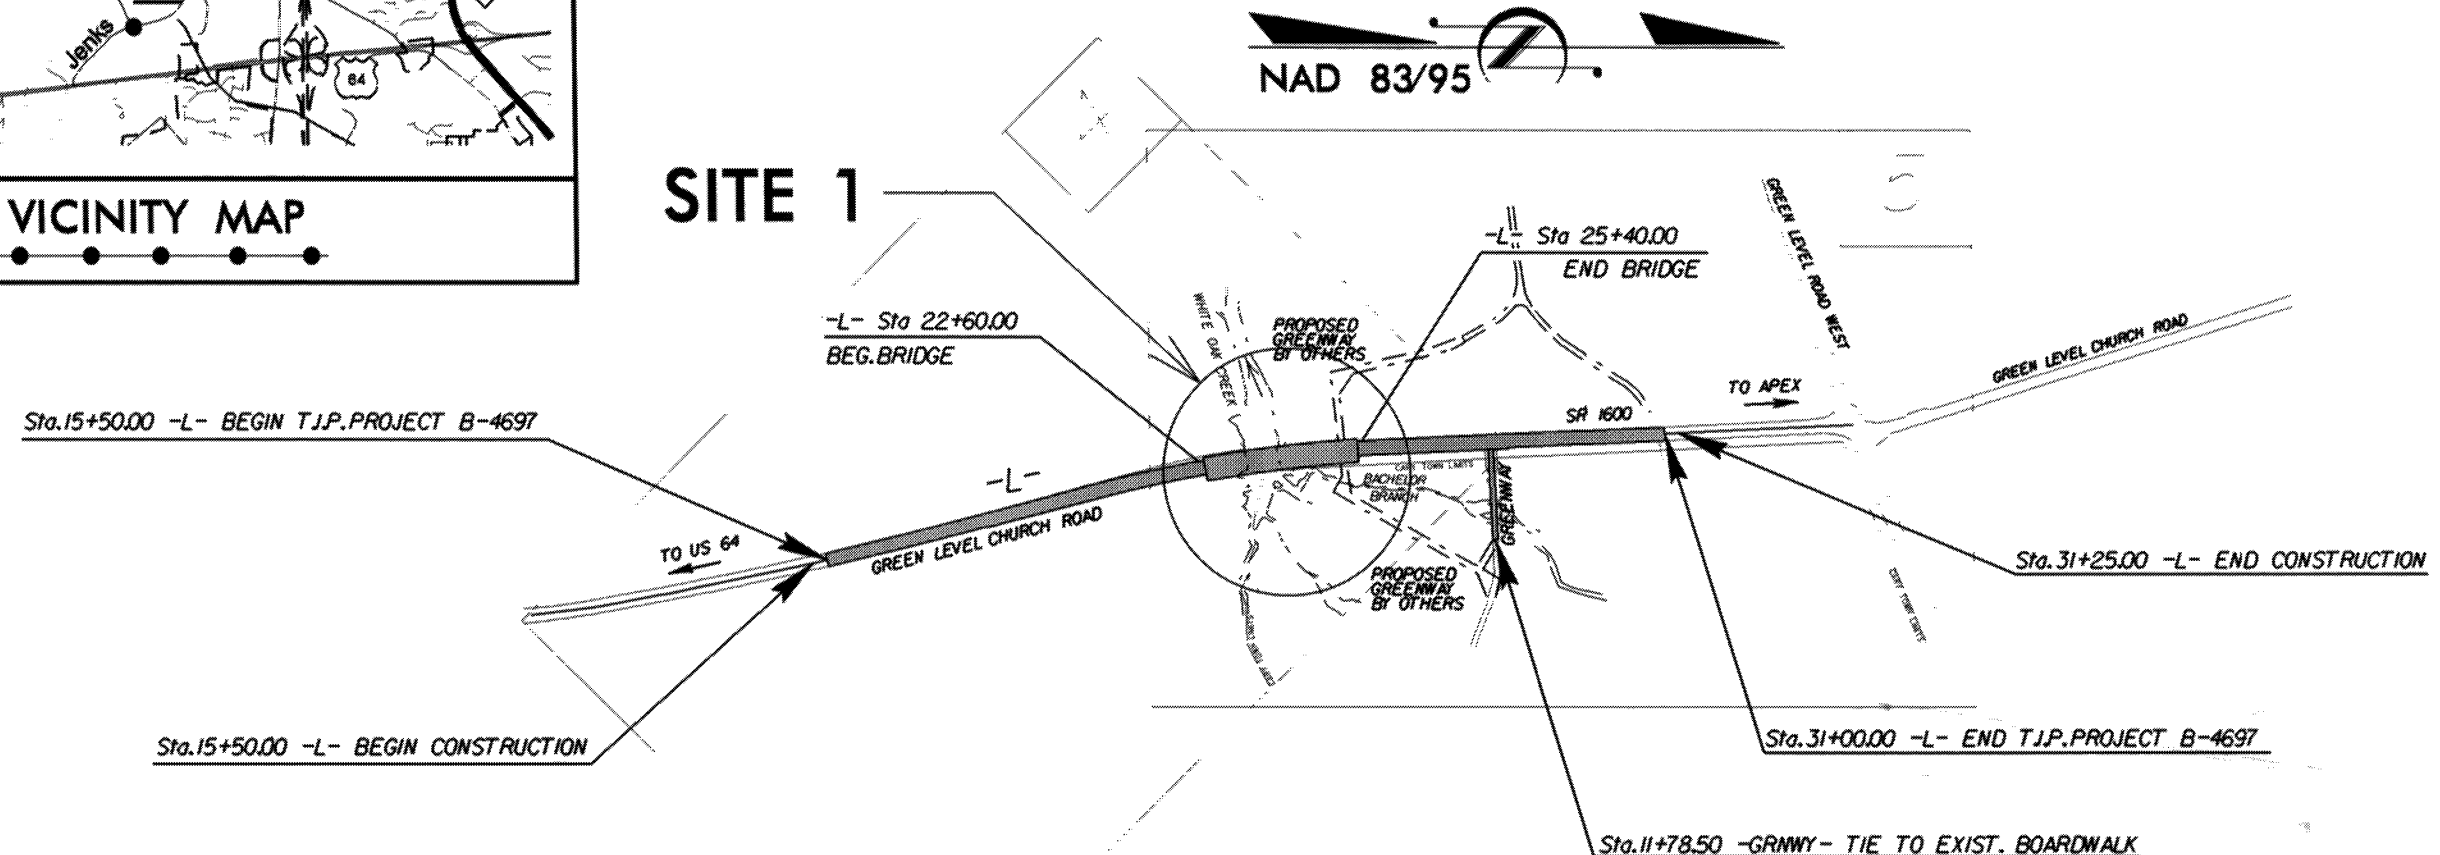 Jenks
64
VICINITY MAP
NAD 83/95
SITE 1
-L- Sta 25+40.00
END BRIDGE
GREEN LEVEL ROAD WEST
-L- Sta 22+60.00
BEG.BRIDGE
WHITE OAK CREEK
PROPOSED
GREENWAY
BY OTHERS
GREEN LEVEL CHURCH ROAD
TO APEX
SR 1600
Sta.15+50.00 -L- BEGIN T.I.P.PROJECT B-4697
-L-
CARY TOWN LIMITS
BACHELOR
BRANCH
GREENWAY
GREEN LEVEL CHURCH ROAD
TO US 64
PROPOSED
GREENWAY
BY OTHERS
Sta.31+25.00 -L- END CONSTRUCTION
CARY TOWN LIMITS
Sta.15+50.00 -L- BEGIN CONSTRUCTION
Sta.31+00.00 -L- END T.I.P.PROJECT B-4697
Sta.11+78.50 -GRNWY- TIE TO EXIST. BOARDWALK